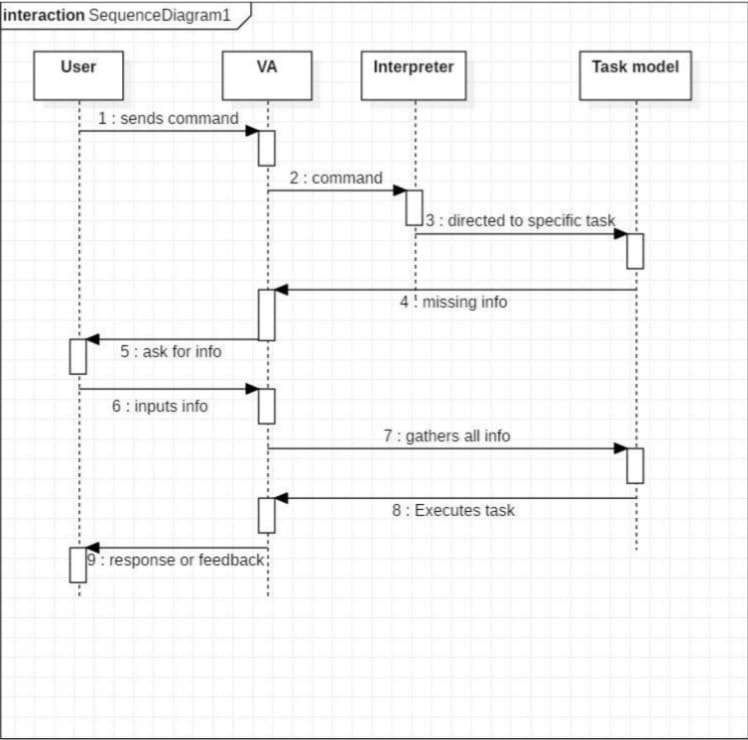 interaction SequenceDiagram1
User
VA
Interpreter
Task model
1 : sends command
2 : command
3 : directed to specific task
4 : missing info
5 : ask for info
6 : inputs info
7 : gathers all info
8 : Executes task
9 : response or feedback